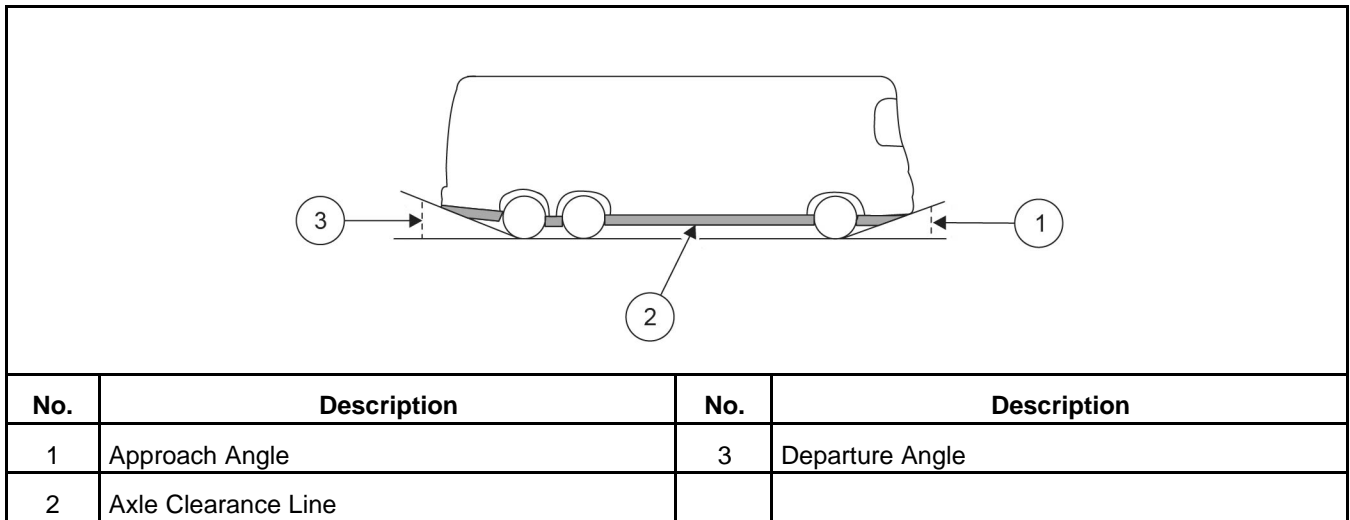 3
1
2
No. Description No. Description
1 Approach Angle 3 Departure Angle
2 Axle Clearance Line